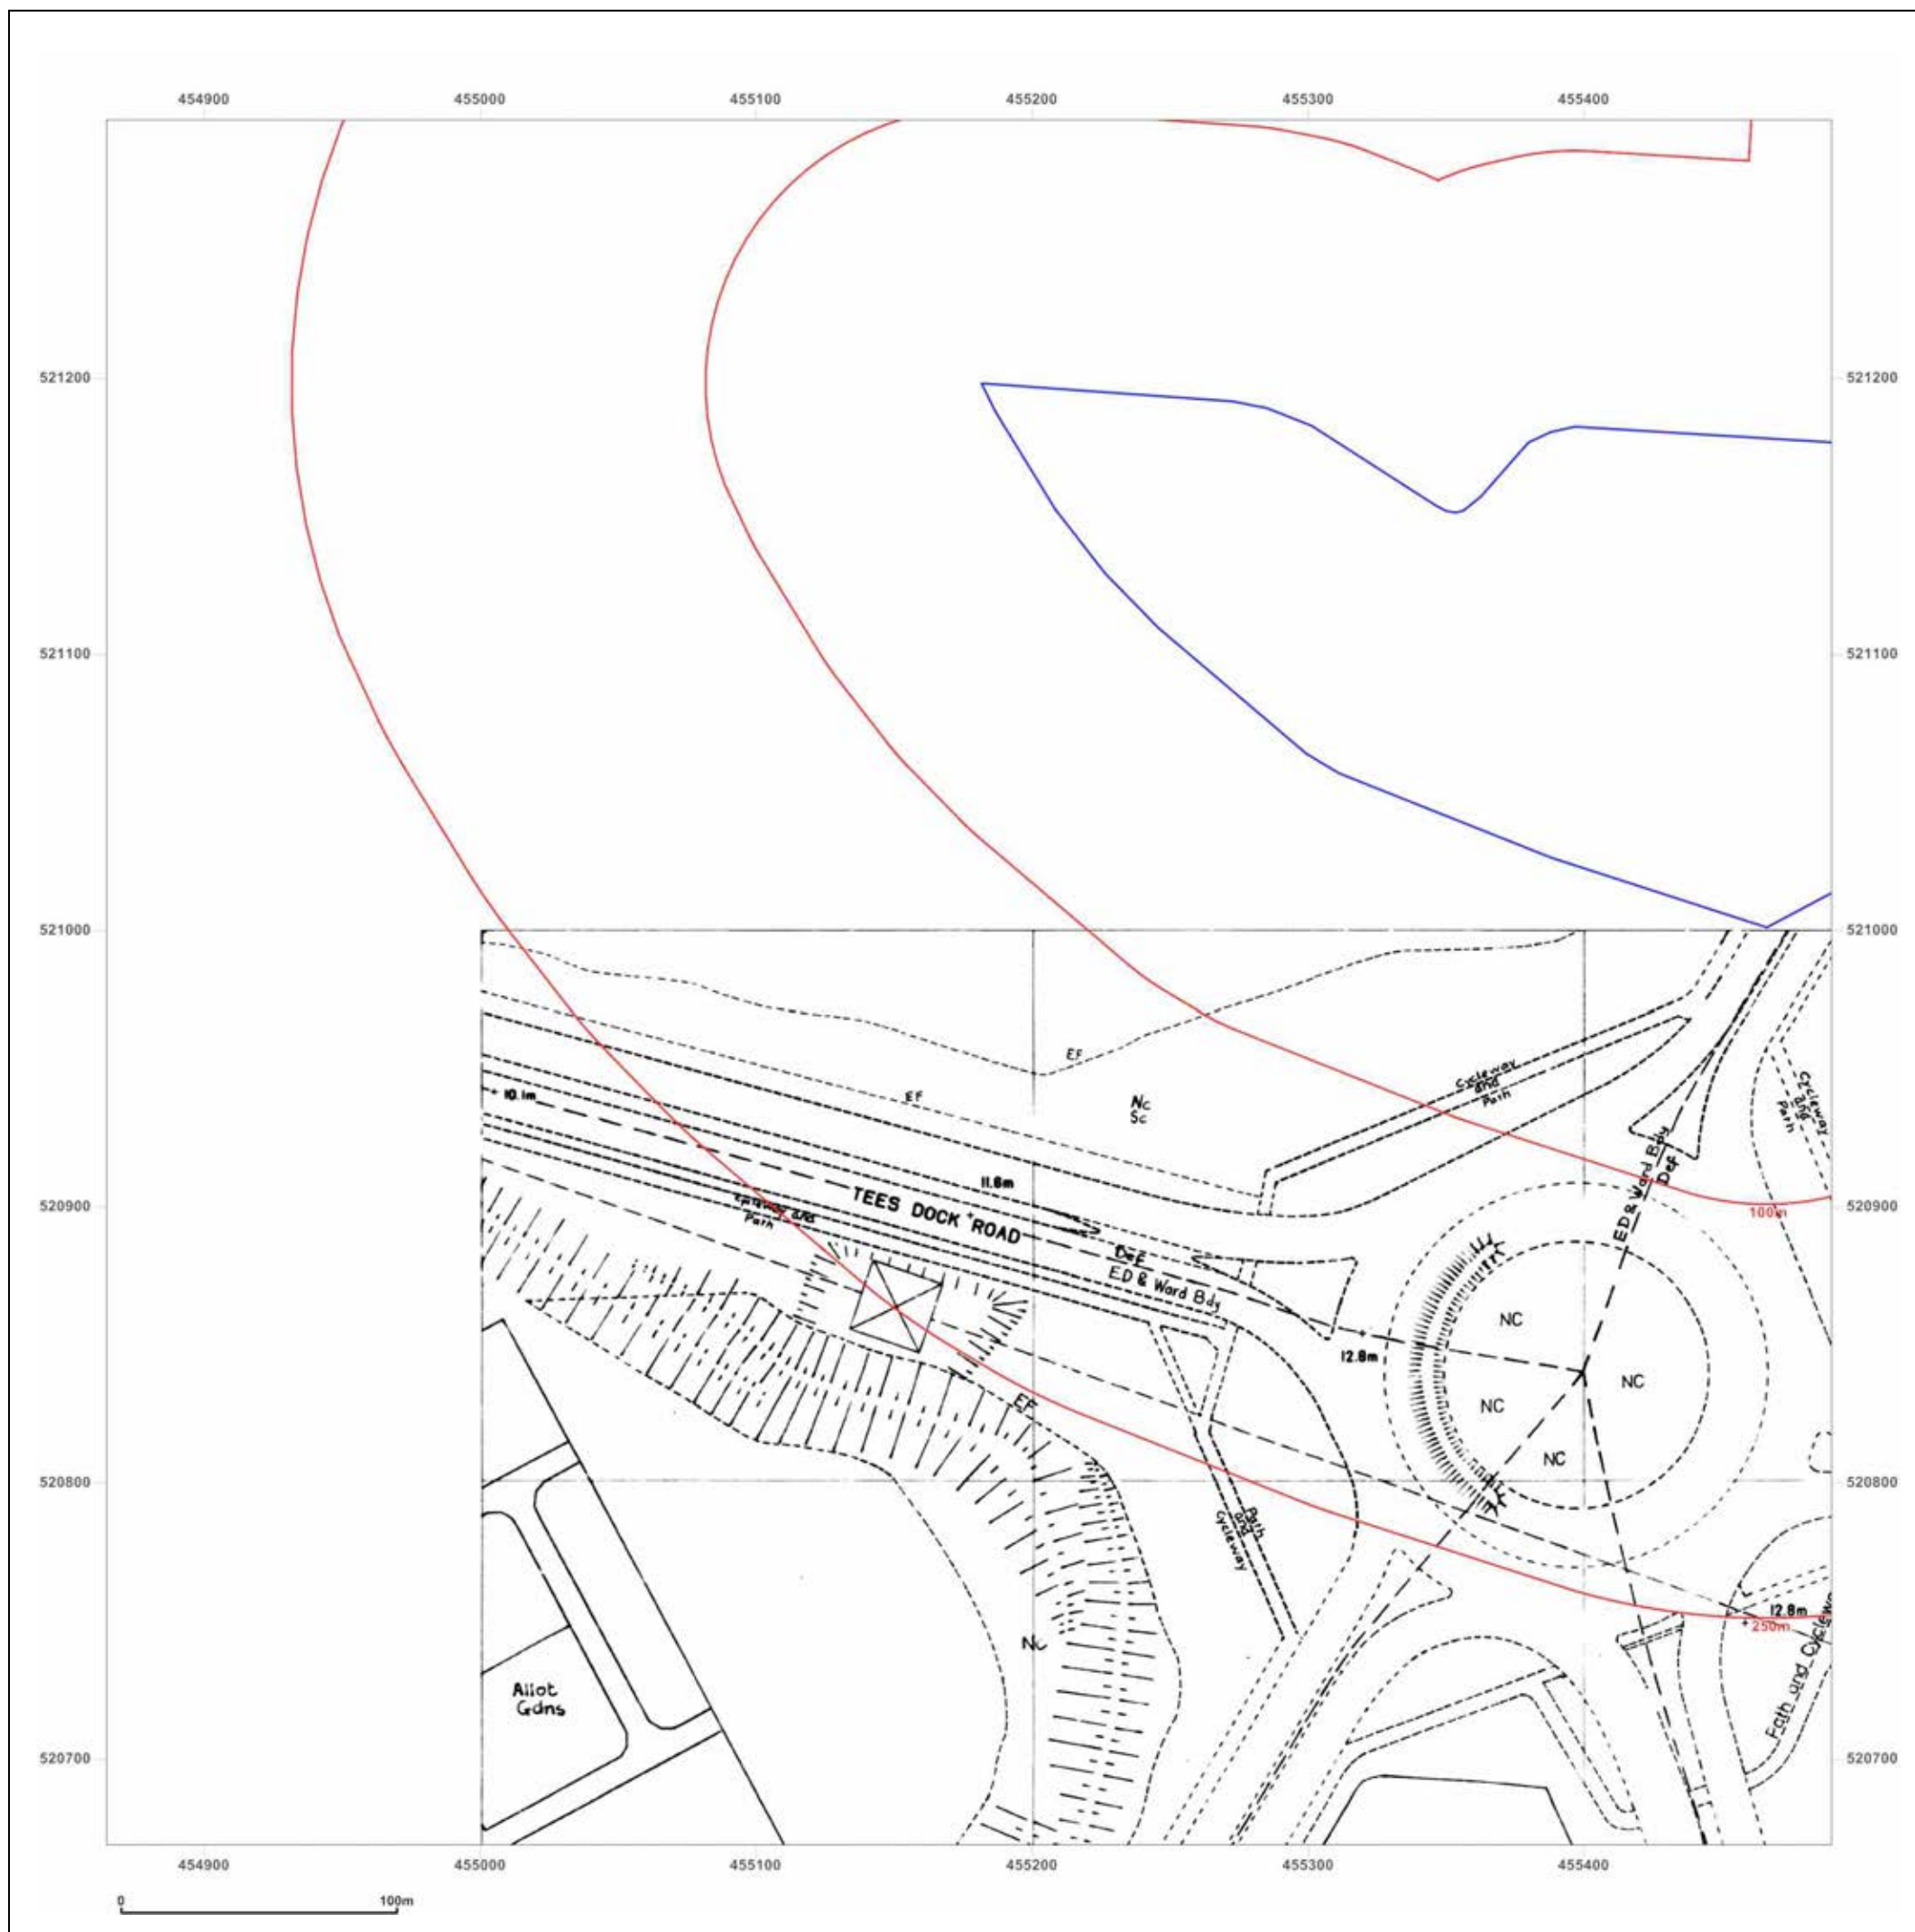 454900 455000 455100 455200 455300 455400
521200 521200
521100 521100
521000 521000
EF
EF
Nc
Sc
10.1m
Cycleway
and
Path
Cycleway
and
Path
ED & Ward Bdy
Def
11.8m
520900 520900
TEES DOCK ROAD
Cycleway and
Path
100m
Def
ED & Ward Bdy
NC
12.8m
NC
NC
EF
NC
520800 520800
Path
and
Cycleway
12.8m
250m
NC
Path and Cycleway
Allot
Gdns
520700 520700
454900 455000 455100 455200 455300 455400
0 100m